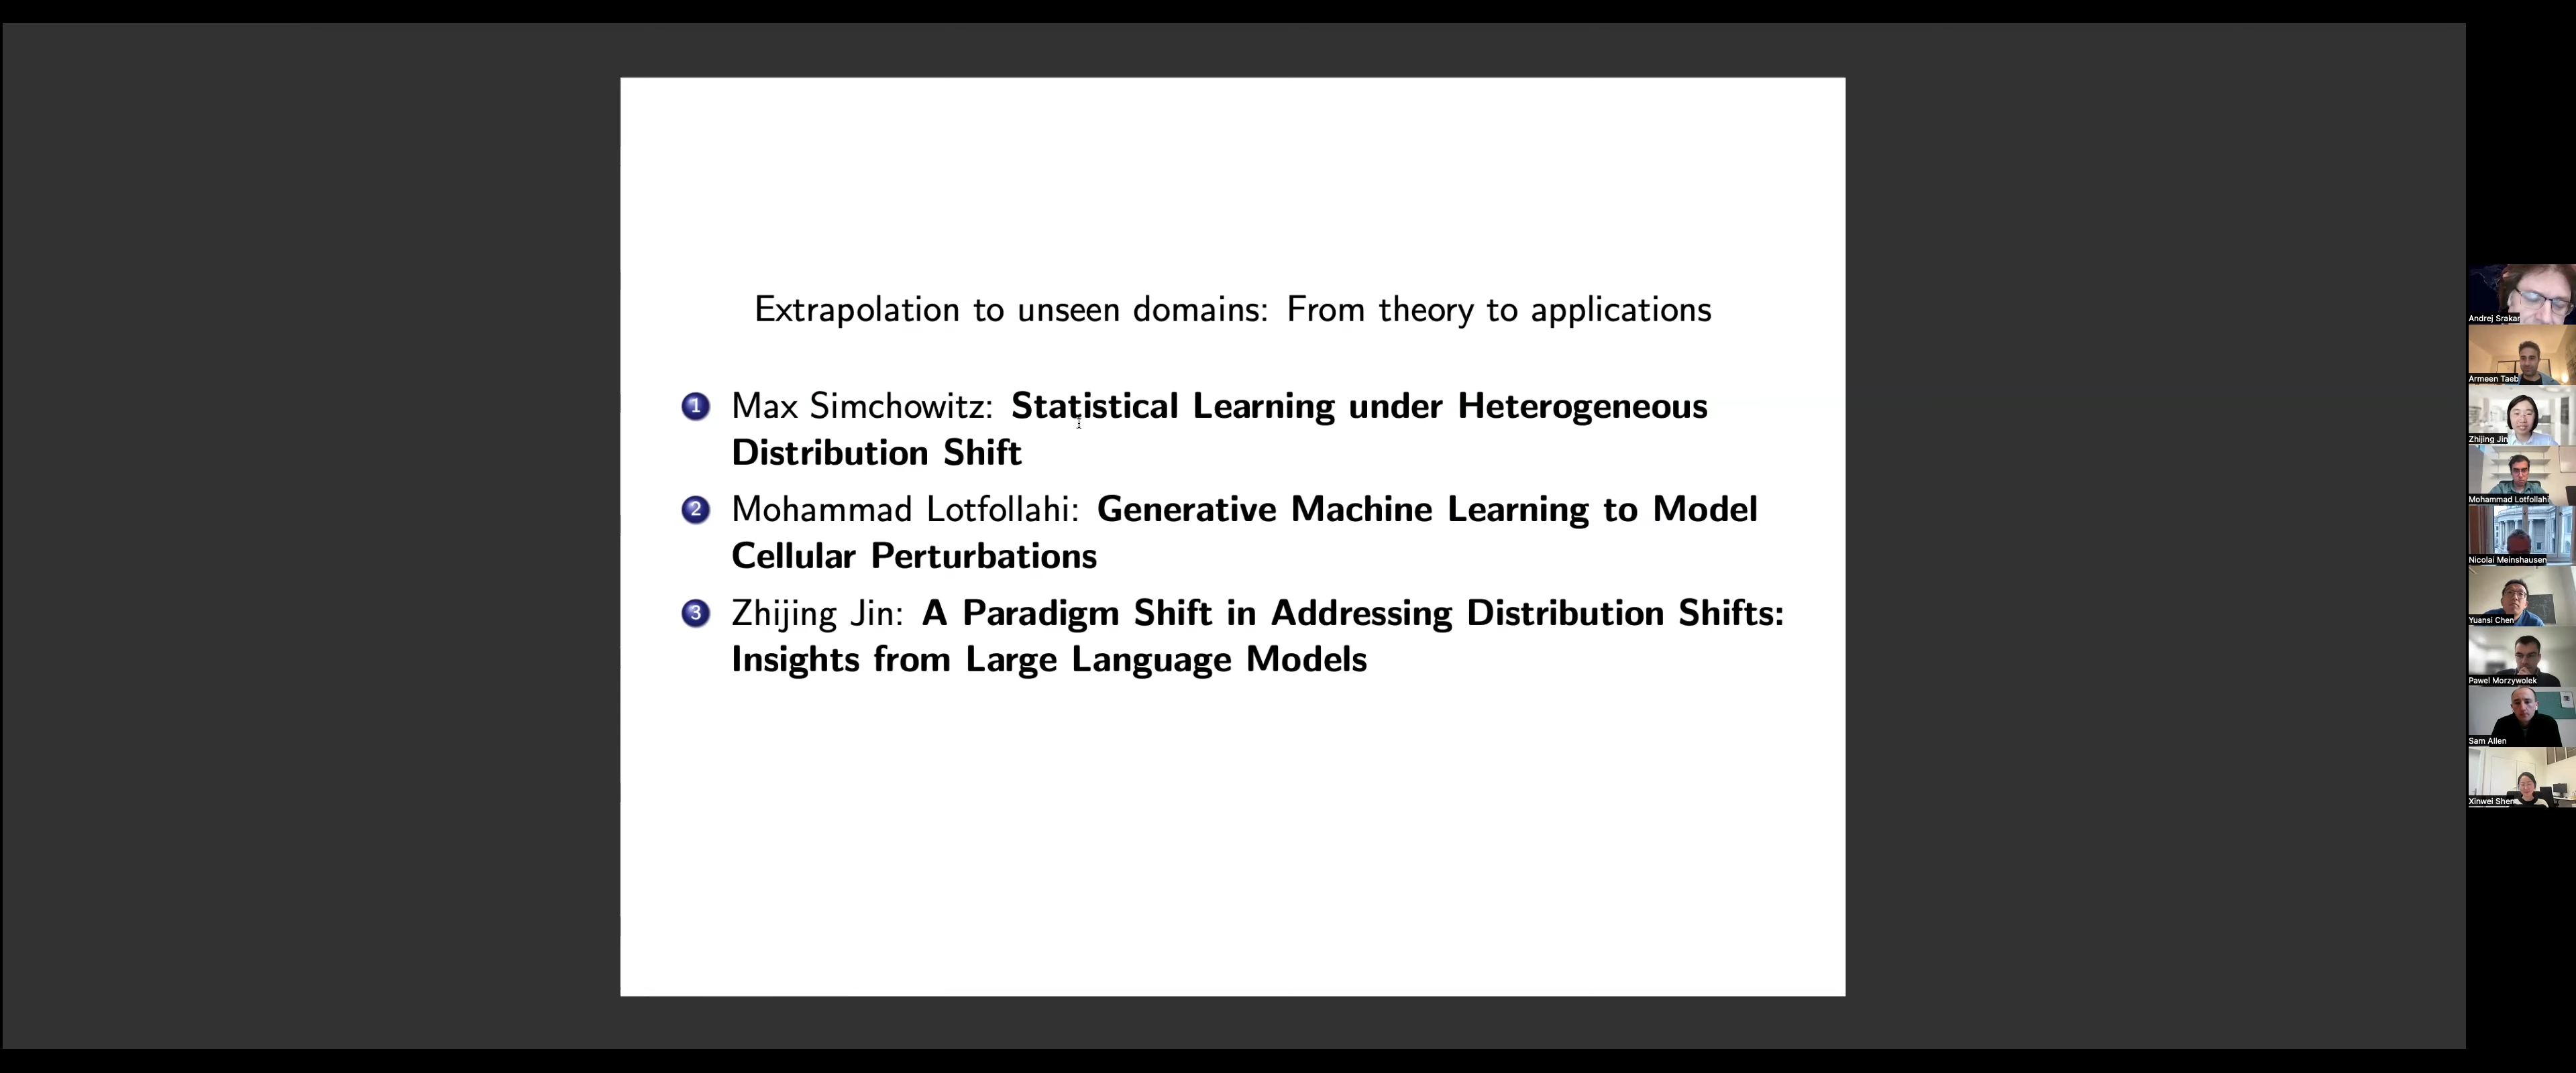 Extrapolation to unseen domains: From theory to applications
1 Max Simchowitz: Statistical Learning under Heterogeneous
Distribution Shift
2 Mohammad Lotfollahi: Generative Machine Learning to Model
Cellular Perturbations
3 Zhijing Jin: A Paradigm Shift in Addressing Distribution Shifts:
Insights from Large Language Models
Andrej Srakar
Armeen Taeb
Zhijing Jin
Mohammad Lotfollahi
Nicolai Meinshausen
Yuansi Chen
Pawel Morzywolek
Sam Allen
Xinwei Shen